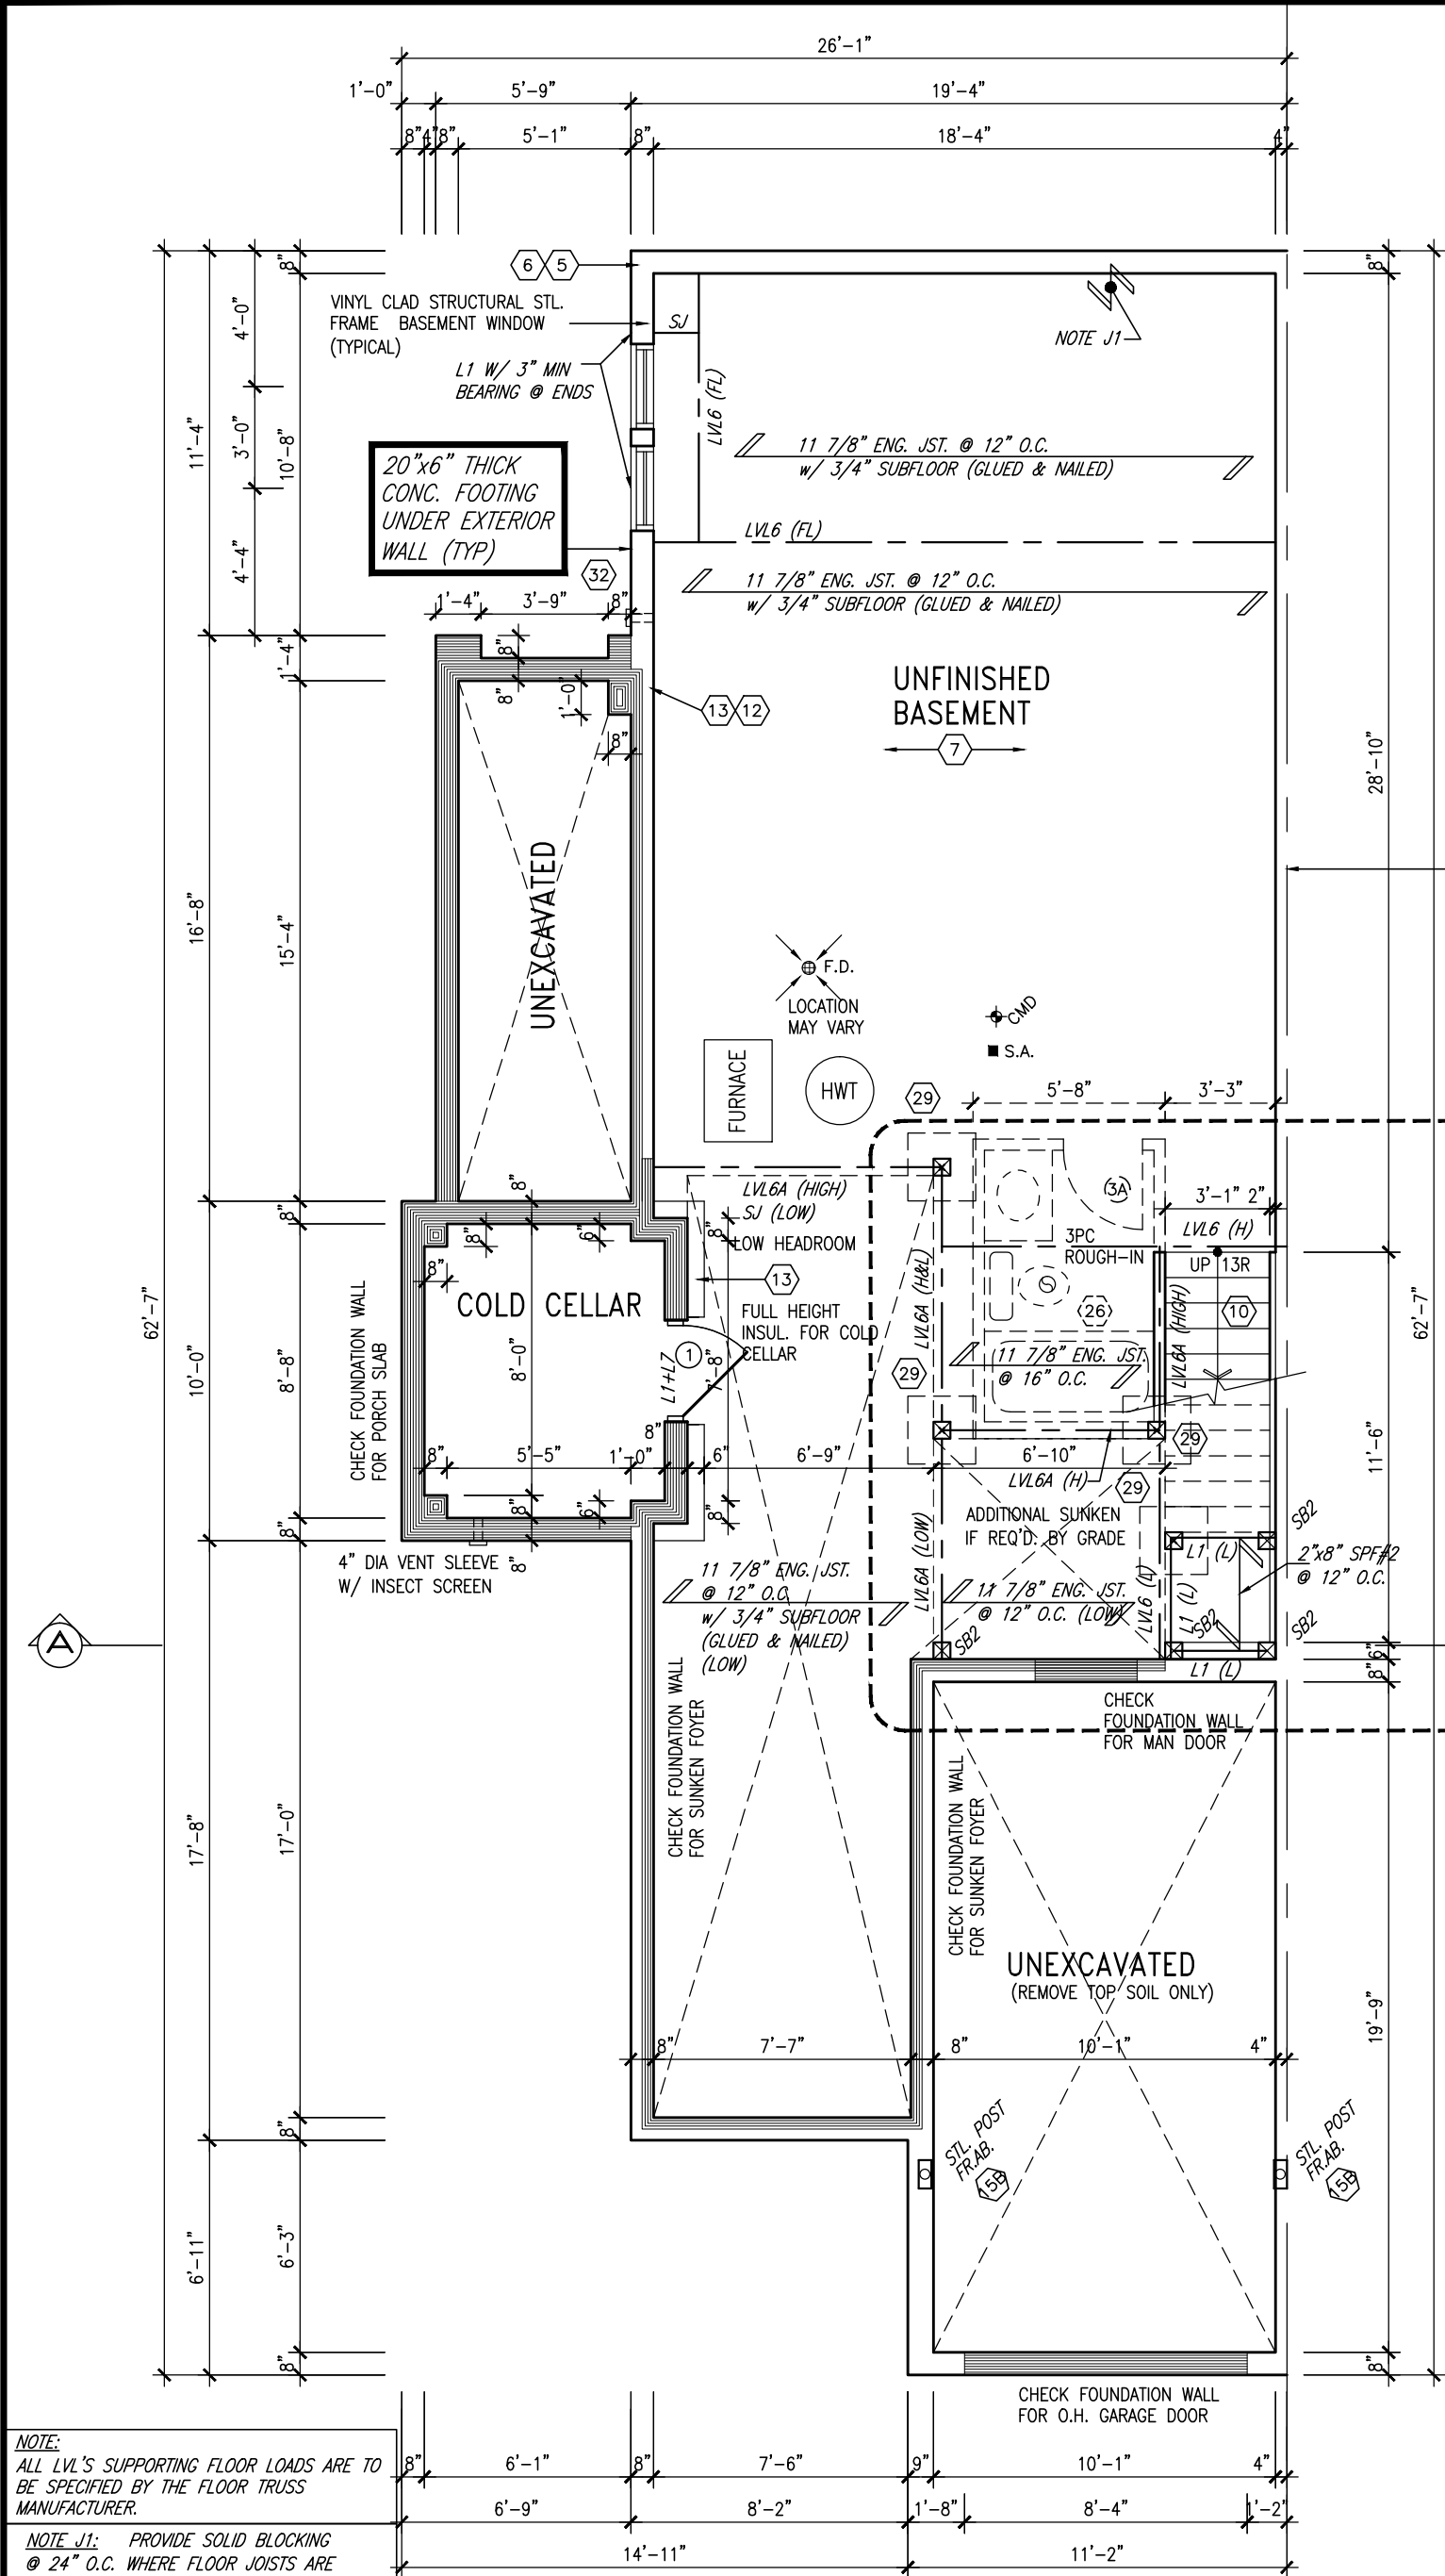 26'-1"
1'-0"
5'-9"
19'-4"
8"
4"
8"
5'-1"
8"
18'-4"
4"
6
5
8"
8"
VINYL CLAD STRUCTURAL STL.
FRAME BASEMENT WINDOW
(TYPICAL)
SJ
NOTE J1
4'-0"
L1 W/ 3" MIN
BEARING @ ENDS
LVL6 (FL)
11'-4"
3'-0"
10'-8"
20"x6" THICK
CONC. FOOTING
UNDER EXTERIOR
WALL (TYP)
11 7/8" ENG. JST. @ 12" O.C.
w/ 3/4" SUBFLOOR (GLUED & NAILED)
LVL6 (FL)
4'-4"
32
11 7/8" ENG. JST. @ 12" O.C.
w/ 3/4" SUBFLOOR (GLUED & NAILED)
1'-4"
3'-9"
8"
1'-4"
8"
8"
1'-0"
8"
UNFINISHED
BASEMENT
13
12
7
28'-10"
UNEXCAVATED
16'-8"
15'-4"
F.D.
LOCATION
MAY VARY
CMD
S.A.
FURNACE
HWT
29
5'-8"
3'-3"
8"
LVL6A (HIGH)
SJ (LOW)
3A
3'-1"
2"
8"
8"
6"
8"
LOW HEADROOM
LVL6 (H)
3PC
ROUGH-IN
UP 13R
8"
13
COLD CELLAR
FULL HEIGHT
INSUL. FOR COLD
CELLAR
LVL6A (H&L)
26
LVL6A (HIGH)
10
62'-7"
62'-7"
CHECK FOUNDATION WALL
FOR PORCH SLAB
10'-0"
8'-8"
8'-0"
L1+L7
1
7'-8"
29
11 7/8" ENG. JST.
@ 16" O.C.
8"
29
8"
5'-5"
1'-0"
6"
6'-9"
6'-10"
11'-6"
LVL6A (H)
29
8"
8"
6"
8"
ADDITIONAL SUNKEN
IF REQ'D. BY GRADE
SB2
4" DIA VENT SLEEVE
W/ INSECT SCREEN
8"
11 7/8" ENG. JST.
@ 12" O.C.
w/ 3/4" SUBFLOOR
(GLUED & NAILED)
(LOW)
LVL6A (LOW)
11 7/8" ENG. JST.
@ 12" O.C. (LOW)
LVL6 (L)
L1 (L)
L1 (L)
2"x8" SPF#2
@ 12" O.C.
SB2
SB2
SB2
A
L1 (L)
6"
8"
CHECK FOUNDATION WALL
FOR SUNKEN FOYER
CHECK
FOUNDATION WALL
FOR MAN DOOR
CHECK FOUNDATION WALL
FOR SUNKEN FOYER
17'-8"
17'-0"
UNEXCAVATED
(REMOVE TOP SOIL ONLY)
19'-9"
8"
7'-7"
8"
10'-1"
4"
8"
STL. POST
FR.AB.
15B
STL. POST
FR.AB.
15B
6'-11"
6'-3"
8"
8"
CHECK FOUNDATION WALL
FOR O.H. GARAGE DOOR
NOTE:
ALL LVL'S SUPPORTING FLOOR LOADS ARE TO
BE SPECIFIED BY THE FLOOR TRUSS
MANUFACTURER.
8"
6'-1"
8"
7'-6"
9"
10'-1"
4"
6'-9"
8'-2"
1'-8"
8'-4"
1'-2"
NOTE J1: PROVIDE SOLID BLOCKING
@ 24" O.C. WHERE FLOOR JOISTS ARE
14'-11"
11'-2"